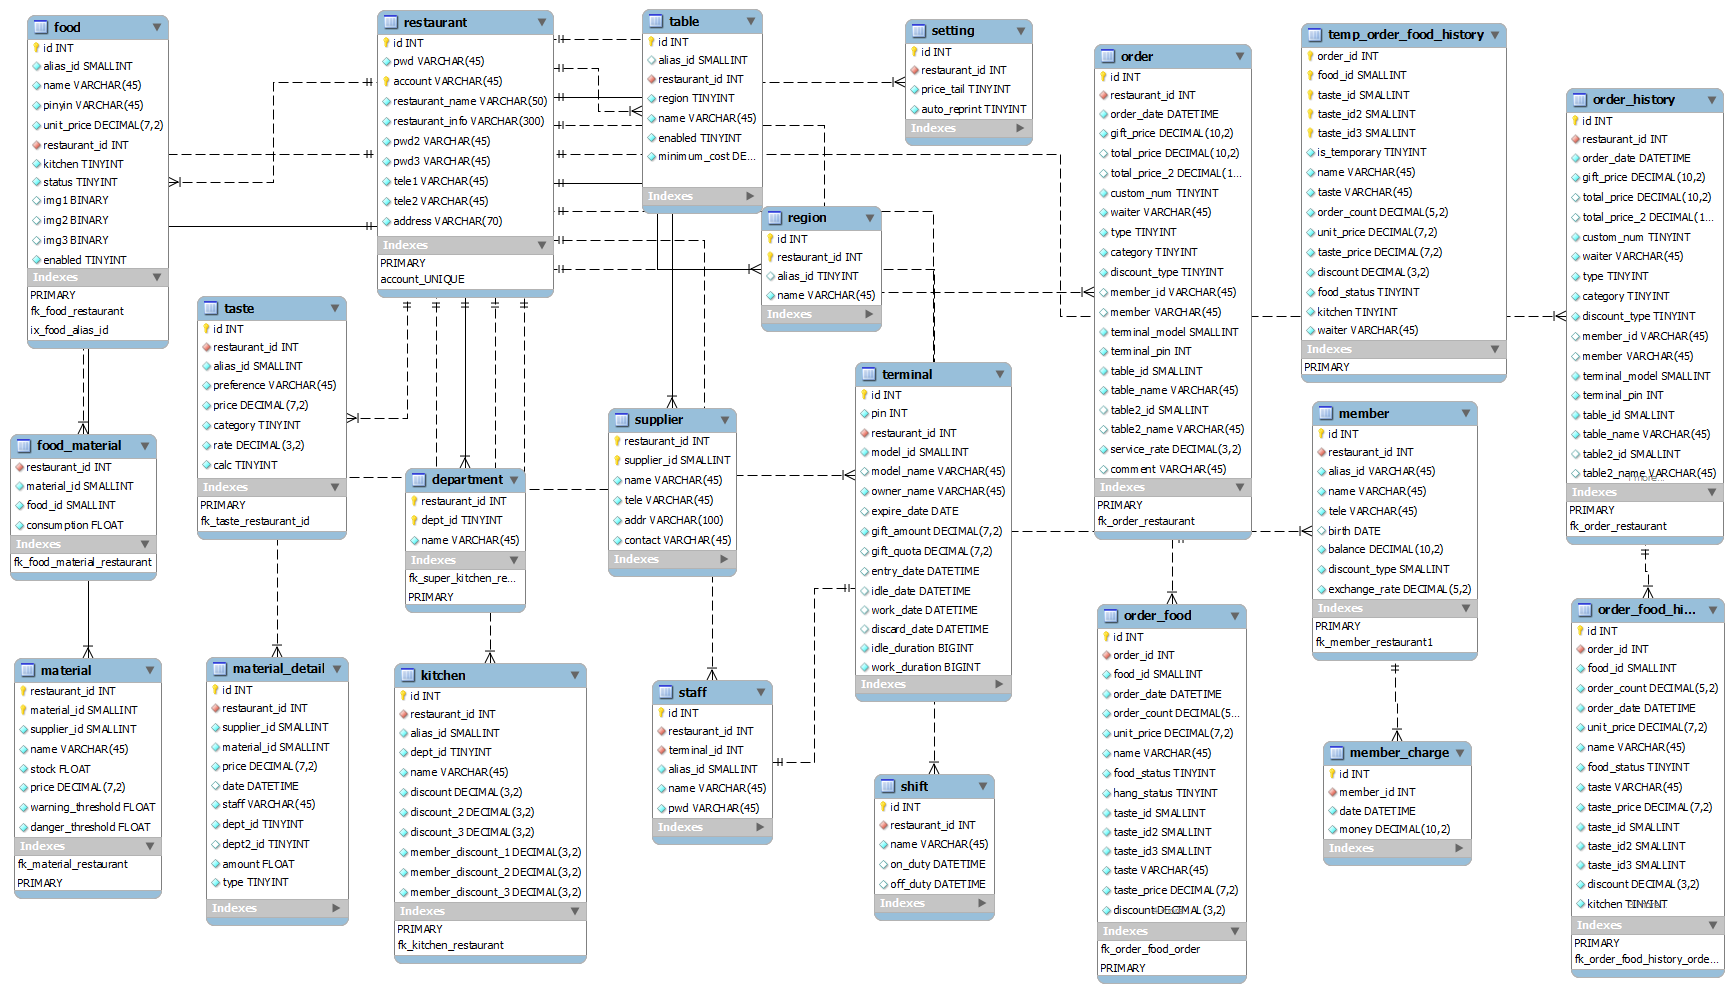 food
id INT
alias_id SMALLINT
name VARCHAR(45)
pinyin VARCHAR(45)
unit_price DECIMAL(7,2)
restaurant_id INT
kitchen TINYINT
status TINYINT
img1 BINARY
img2 BINARY
img3 BINARY
enabled TINYINT
Indexes
PRIMARY
fk_food_restaurant
ix_food_alias_id
restaurant
id INT
pwd VARCHAR(45)
account VARCHAR(45)
restaurant_name VARCHAR(50)
restaurant_info VARCHAR(300)
pwd2 VARCHAR(45)
pwd3 VARCHAR(45)
tele1 VARCHAR(45)
tele2 VARCHAR(45)
address VARCHAR(70)
Indexes
PRIMARY
account_UNIQUE
table
id INT
alias_id SMALLINT
restaurant_id INT
region TINYINT
name VARCHAR(45)
enabled TINYINT
minimum_cost DE...
Indexes
setting
id INT
restaurant_id INT
price_tail TINYINT
auto_reprint TINYINT
Indexes
region
id INT
restaurant_id INT
alias_id TINYINT
name VARCHAR(45)
Indexes
order
id INT
restaurant_id INT
order_date DATETIME
gift_price DECIMAL(10,2)
total_price DECIMAL(10,2)
total_price_2 DECIMAL(1...
custom_num TINYINT
waiter VARCHAR(45)
type TINYINT
category TINYINT
discount_type TINYINT
member_id VARCHAR(45)
member VARCHAR(45)
terminal_model SMALLINT
terminal_pin INT
table_id SMALLINT
table_name VARCHAR(45)
table2_id SMALLINT
table2_name VARCHAR(45)
service_rate DECIMAL(3,2)
comment VARCHAR(45)
Indexes
PRIMARY
fk_order_restaurant
temp_order_food_history
order_id INT
food_id SMALLINT
taste_id SMALLINT
taste_id2 SMALLINT
taste_id3 SMALLINT
is_temporary TINYINT
name VARCHAR(45)
taste VARCHAR(45)
order_count DECIMAL(5,2)
unit_price DECIMAL(7,2)
taste_price DECIMAL(7,2)
discount DECIMAL(3,2)
food_status TINYINT
kitchen TINYINT
waiter VARCHAR(45)
Indexes
PRIMARY
order_history
id INT
restaurant_id INT
order_date DATETIME
gift_price DECIMAL(10,2)
total_price DECIMAL(10,2)
total_price_2 DECIMAL(1...
custom_num TINYINT
waiter VARCHAR(45)
type TINYINT
category TINYINT
discount_type TINYINT
member_id VARCHAR(45)
member VARCHAR(45)
terminal_model SMALLINT
terminal_pin INT
table_id SMALLINT
table_name VARCHAR(45)
table2_id SMALLINT
table2_name VARCHAR(45)
Indexes
PRIMARY
fk_order_restaurant
taste
id INT
restaurant_id INT
alias_id SMALLINT
preference VARCHAR(45)
price DECIMAL(7,2)
category TINYINT
rate DECIMAL(3,2)
calc TINYINT
Indexes
PRIMARY
fk_taste_restaurant_id
food_material
restaurant_id INT
material_id SMALLINT
food_id SMALLINT
consumption FLOAT
Indexes
fk_food_material_restaurant
department
restaurant_id INT
dept_id TINYINT
name VARCHAR(45)
Indexes
fk_super_kitchen_re...
PRIMARY
supplier
restaurant_id INT
supplier_id SMALLINT
name VARCHAR(45)
tele VARCHAR(45)
addr VARCHAR(100)
contact VARCHAR(45)
Indexes
terminal
id INT
pin INT
restaurant_id INT
model_id SMALLINT
model_name VARCHAR(45)
owner_name VARCHAR(45)
expire_date DATE
gift_amount DECIMAL(7,2)
gift_quota DECIMAL(7,2)
entry_date DATETIME
idle_date DATETIME
work_date DATETIME
discard_date DATETIME
idle_duration BIGINT
work_duration BIGINT
Indexes
member
id INT
restaurant_id INT
alias_id VARCHAR(45)
name VARCHAR(45)
tele VARCHAR(45)
birth DATE
balance DECIMAL(10,2)
discount_type SMALLINT
exchange_rate DECIMAL(5,2)
Indexes
PRIMARY
fk_member_restaurant1
material
restaurant_id INT
material_id SMALLINT
supplier_id SMALLINT
name VARCHAR(45)
stock FLOAT
price DECIMAL(7,2)
warning_threshold FLOAT
danger_threshold FLOAT
Indexes
fk_material_restaurant
PRIMARY
material_detail
id INT
restaurant_id INT
supplier_id SMALLINT
material_id SMALLINT
price DECIMAL(7,2)
date DATETIME
staff VARCHAR(45)
dept_id TINYINT
dept2_id TINYINT
amount FLOAT
type TINYINT
Indexes
kitchen
id INT
restaurant_id INT
alias_id SMALLINT
dept_id TINYINT
name VARCHAR(45)
discount DECIMAL(3,2)
discount_2 DECIMAL(3,2)
discount_3 DECIMAL(3,2)
member_discount_1 DECIMAL(3,2)
member_discount_2 DECIMAL(3,2)
member_discount_3 DECIMAL(3,2)
Indexes
PRIMARY
fk_kitchen_restaurant
staff
id INT
restaurant_id INT
terminal_id INT
alias_id SMALLINT
name VARCHAR(45)
pwd VARCHAR(45)
Indexes
shift
id INT
restaurant_id INT
name VARCHAR(45)
on_duty DATETIME
off_duty DATETIME
Indexes
order_food
id INT
order_id INT
food_id SMALLINT
order_date DATETIME
order_count DECIMAL(5...
unit_price DECIMAL(7,2)
name VARCHAR(45)
food_status TINYINT
hang_status TINYINT
taste_id SMALLINT
taste_id2 SMALLINT
taste_id3 SMALLINT
taste VARCHAR(45)
taste_price DECIMAL(7,2)
discount DECIMAL(3,2)
Indexes
fk_order_food_order
PRIMARY
member_charge
id INT
member_id INT
date DATETIME
money DECIMAL(10,2)
Indexes
order_food_hi...
id INT
order_id INT
food_id SMALLINT
order_count DECIMAL(5,2)
order_date DATETIME
unit_price DECIMAL(7,2)
name VARCHAR(45)
food_status TINYINT
taste VARCHAR(45)
taste_price DECIMAL(7,2)
taste_id SMALLINT
taste_id2 SMALLINT
taste_id3 SMALLINT
discount DECIMAL(3,2)
kitchen TINYINT
Indexes
PRIMARY
fk_order_food_history_orde...